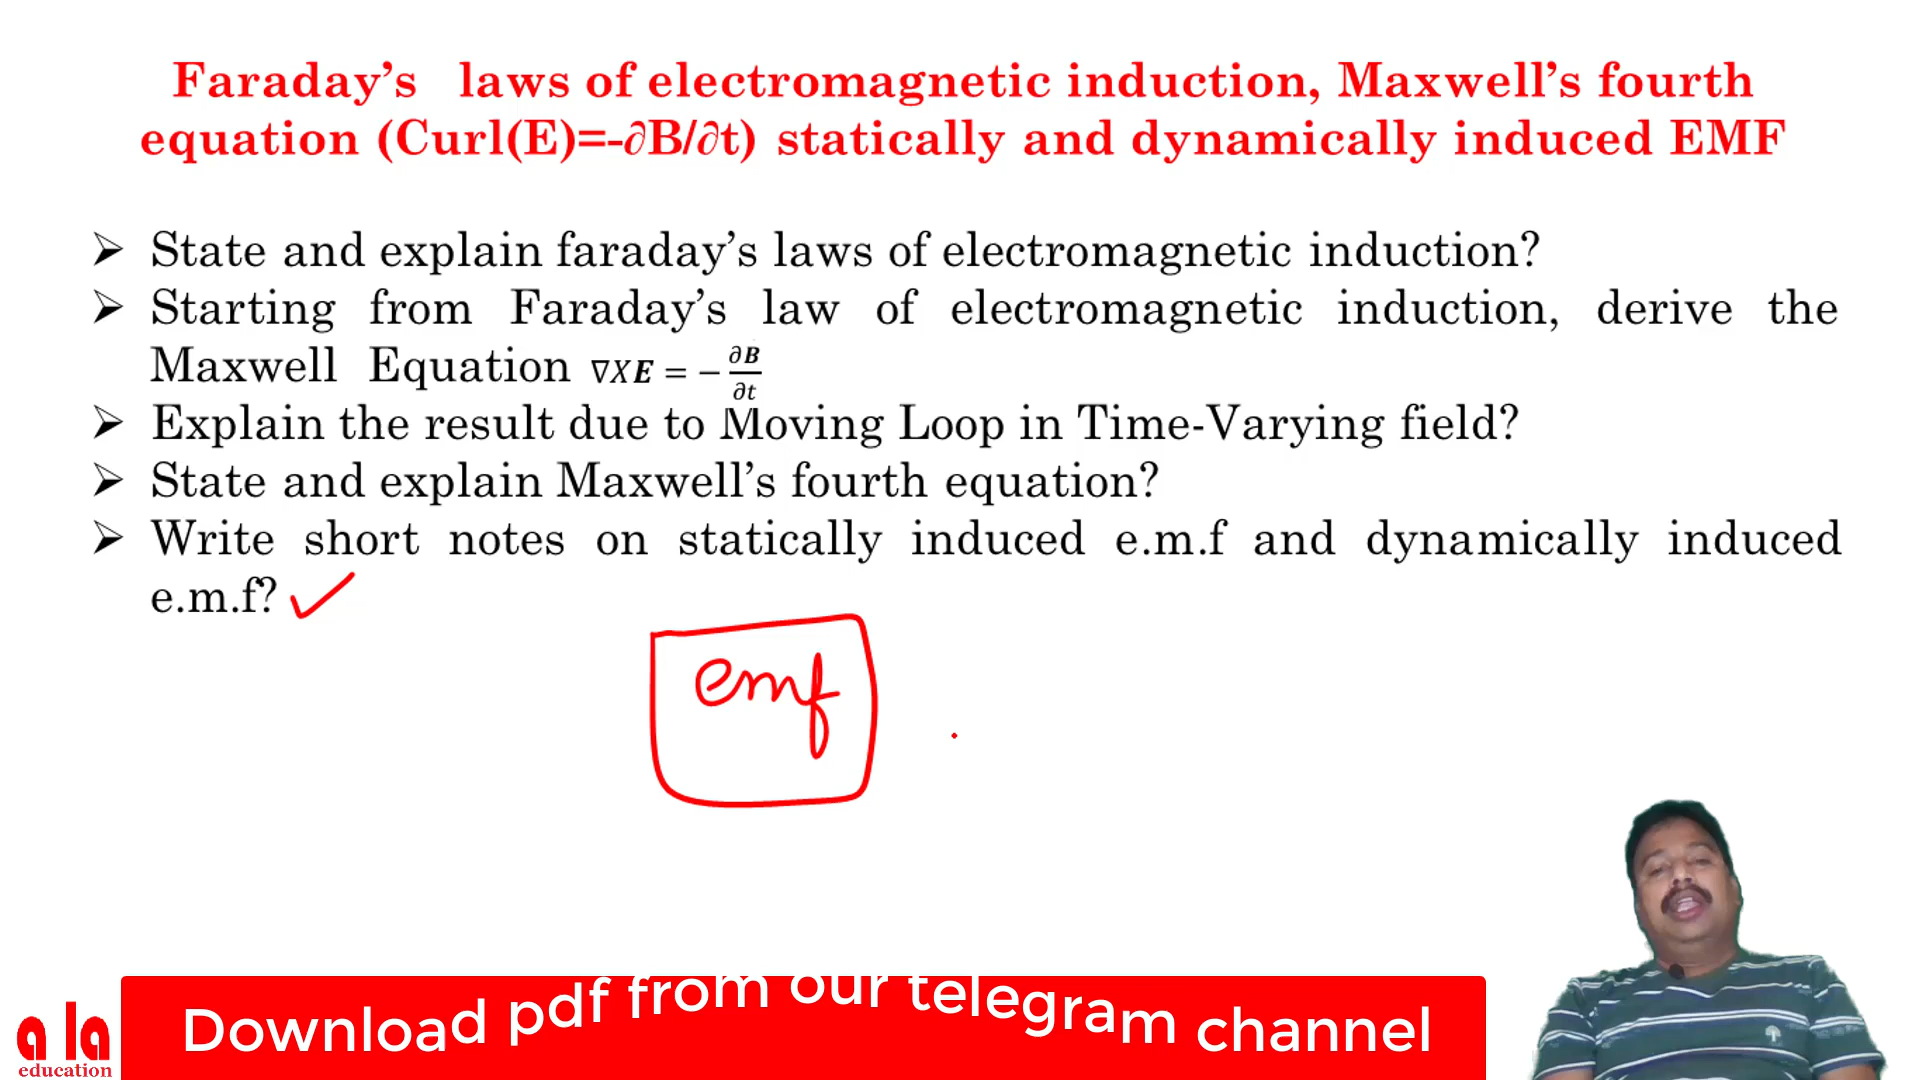 Faraday’s laws of electromagnetic induction, Maxwell’s fourth
equation (Curl(E)=-∂B/∂t) statically and dynamically induced EMF
➢ State and explain faraday’s laws of electromagnetic induction?
➢ Starting from Faraday’s law of electromagnetic induction, derive the
Maxwell Equation ∇XE = −∂B/∂t
➢ Explain the result due to Moving Loop in Time-Varying field?
➢ State and explain Maxwell’s fourth equation?
➢ Write short notes on statically induced e.m.f and dynamically induced
e.m.f?
emf
a la
education
Download pdf from our telegram channel